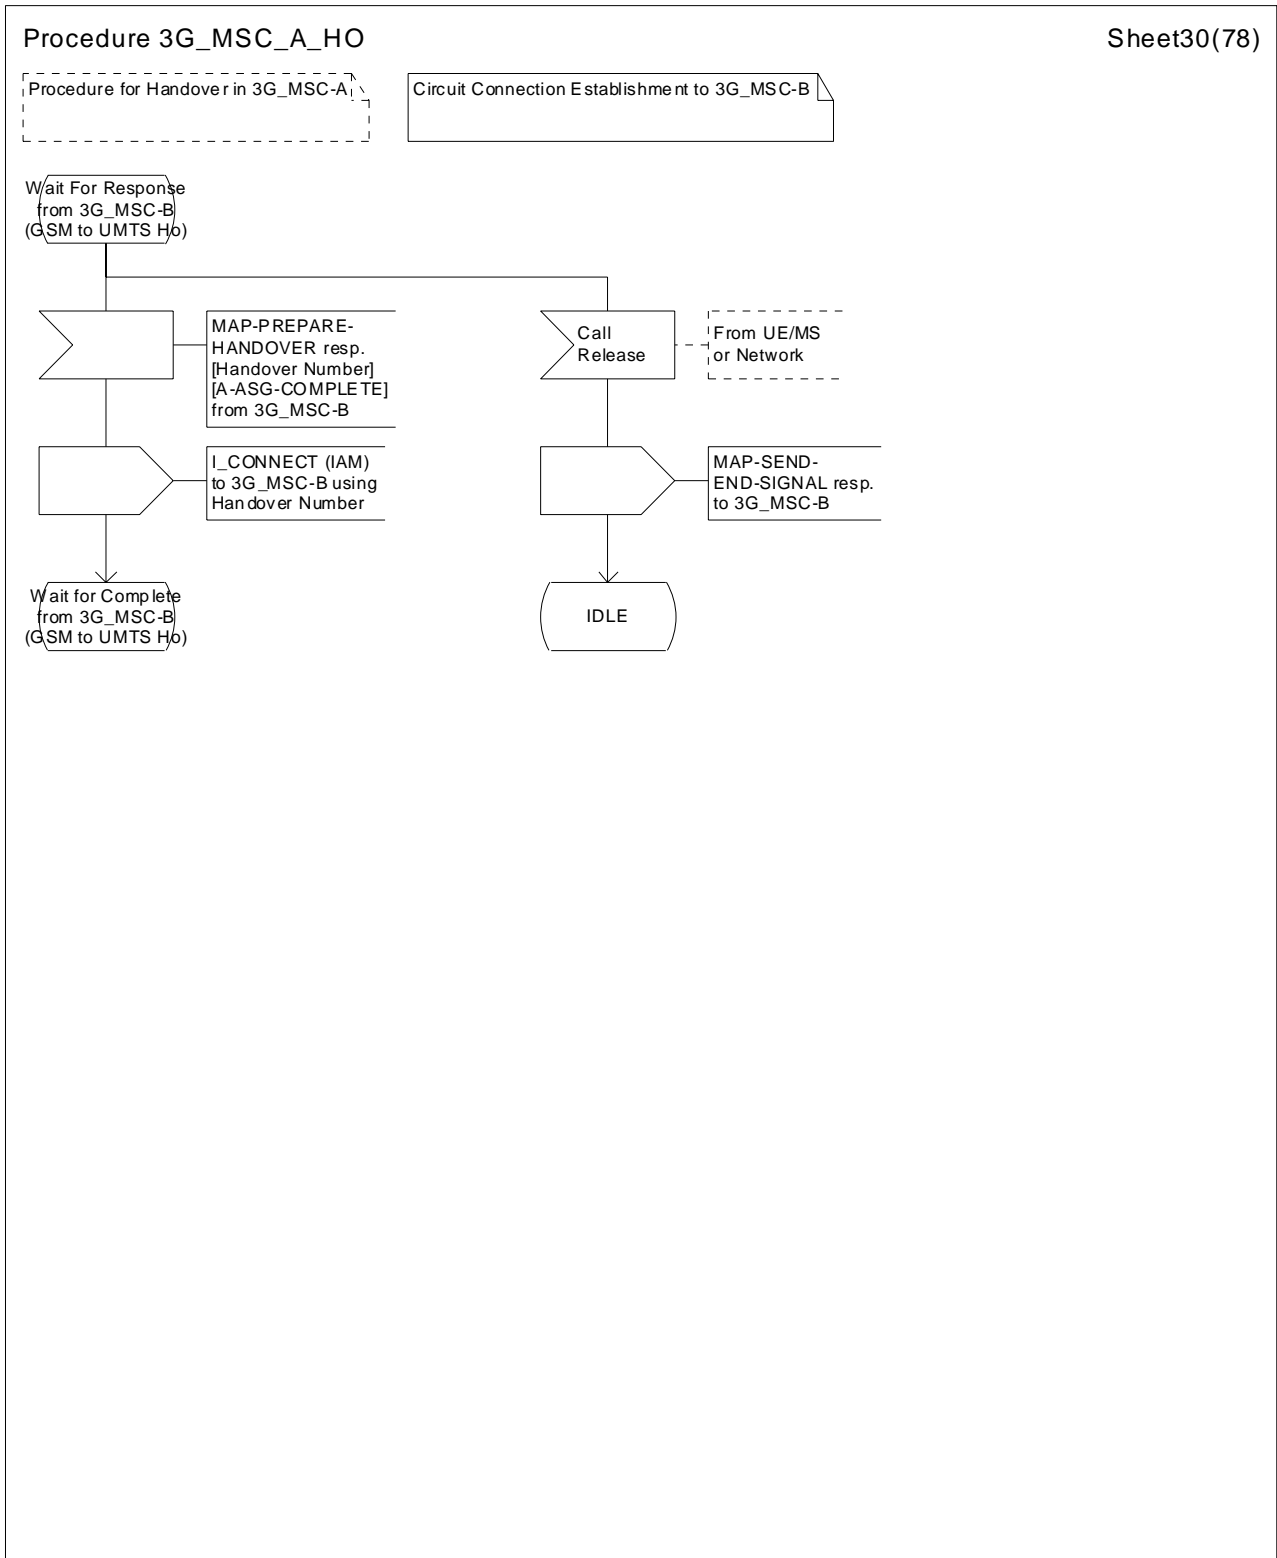 Procedure 3G_MSC_A_HO
Sheet30(78)
Procedure for Handover in 3G_MSC-A
Circuit Connection Establishment to 3G_MSC-B
Wait For Response
from 3G_MSC-B
(GSM to UMTS Ho)
MAP-PREPARE-
HANDOVER resp.
[Handover Number]
[A-ASG-COMPLETE]
from 3G_MSC-B
Call
Release
From UE/MS
or Network
I_CONNECT (IAM)
to 3G_MSC-B using
Handover Number
MAP-SEND-
END-SIGNAL resp.
to 3G_MSC-B
Wait for Complete
from 3G_MSC-B
(GSM to UMTS Ho)
IDLE